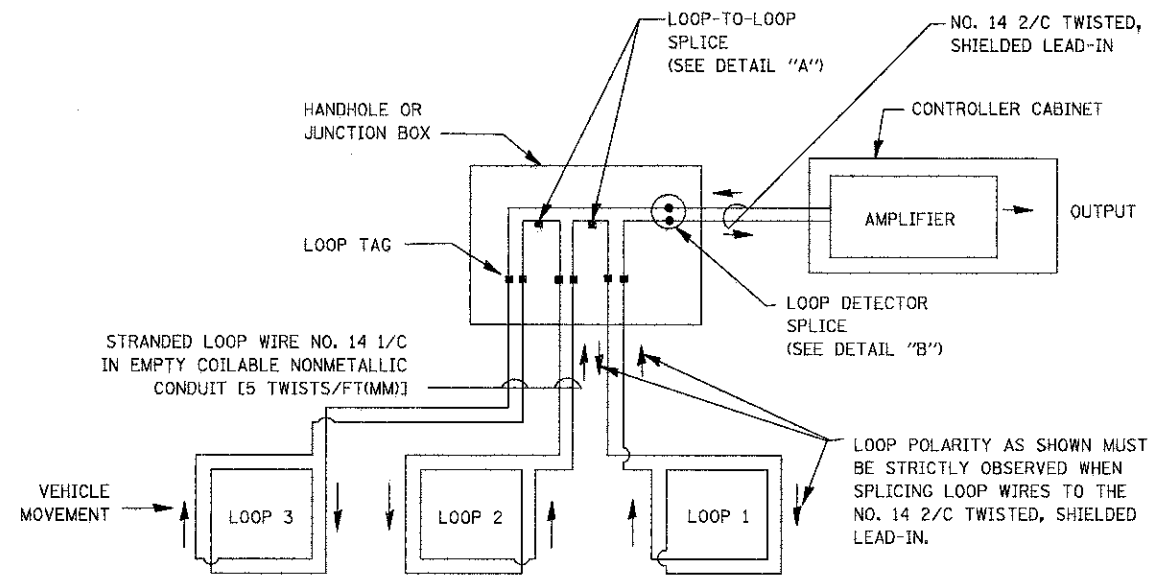 LOOP-TO-LOOP
SPLICE
(SEE DETAIL "A")
NO. 14 2/C TWISTED,
SHIELDED LEAD-IN
HANDHOLE OR
JUNCTION BOX
CONTROLLER CABINET
AMPLIFIER
OUTPUT
LOOP TAG
LOOP DETECTOR
SPLICE
(SEE DETAIL "B")
STRANDED LOOP WIRE NO. 14 1/C
IN EMPTY COILABLE NONMETALLIC
CONDUIT [5 TWISTS/FT(MM)]
LOOP POLARITY AS SHOWN MUST
BE STRICTLY OBSERVED WHEN
SPLICING LOOP WIRES TO THE
NO. 14 2/C TWISTED, SHIELDED
LEAD-IN.
VEHICLE
MOVEMENT
LOOP 3
LOOP 2
LOOP 1